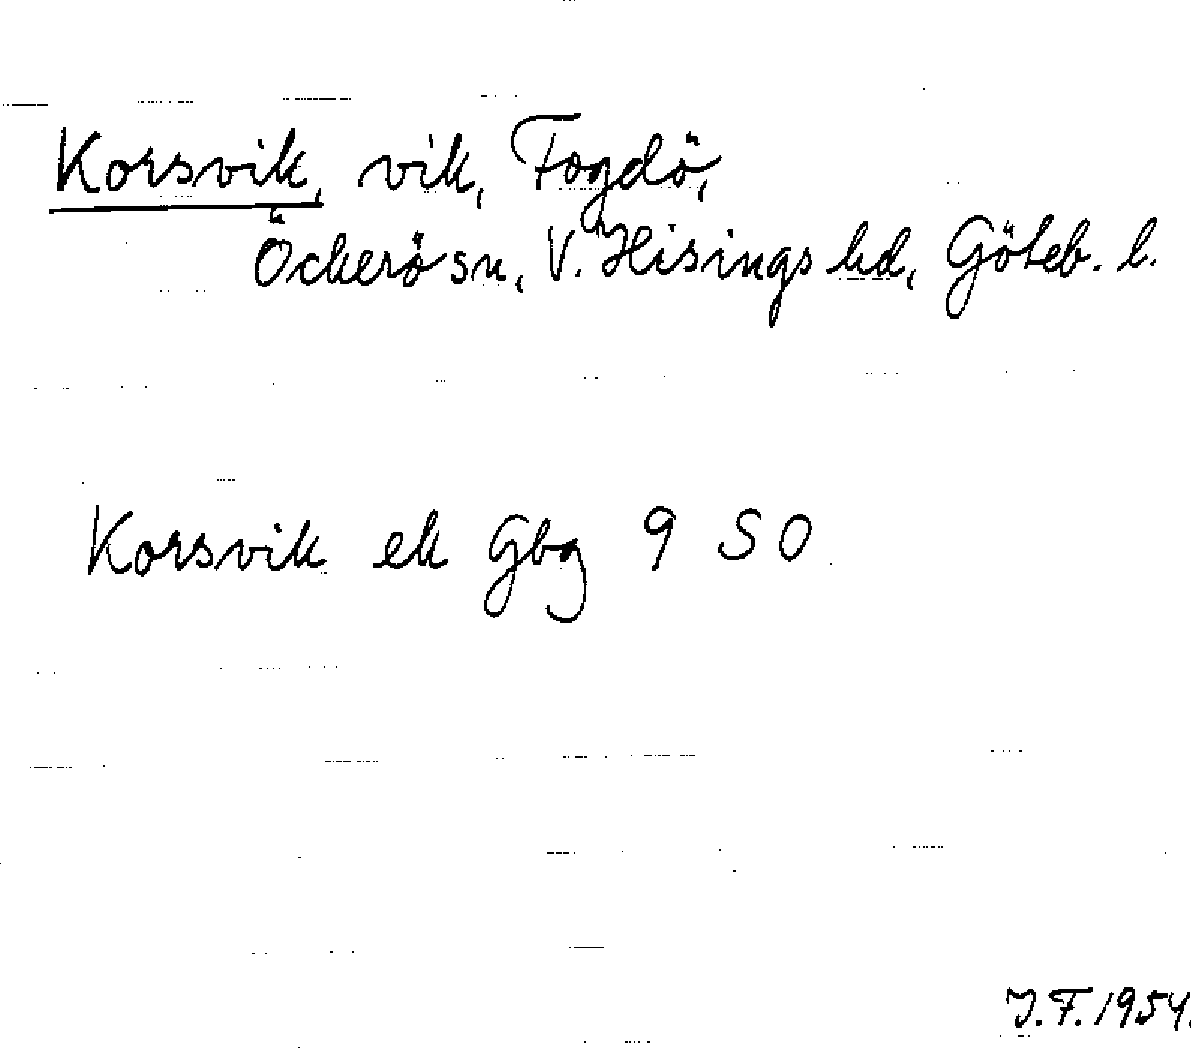 Korsvik, vik, Fogdö,
Öckerö sn, V. Hisings hd, Göteb. l.
Korsvik ek Gbg 9 SO
J.F. 1954.